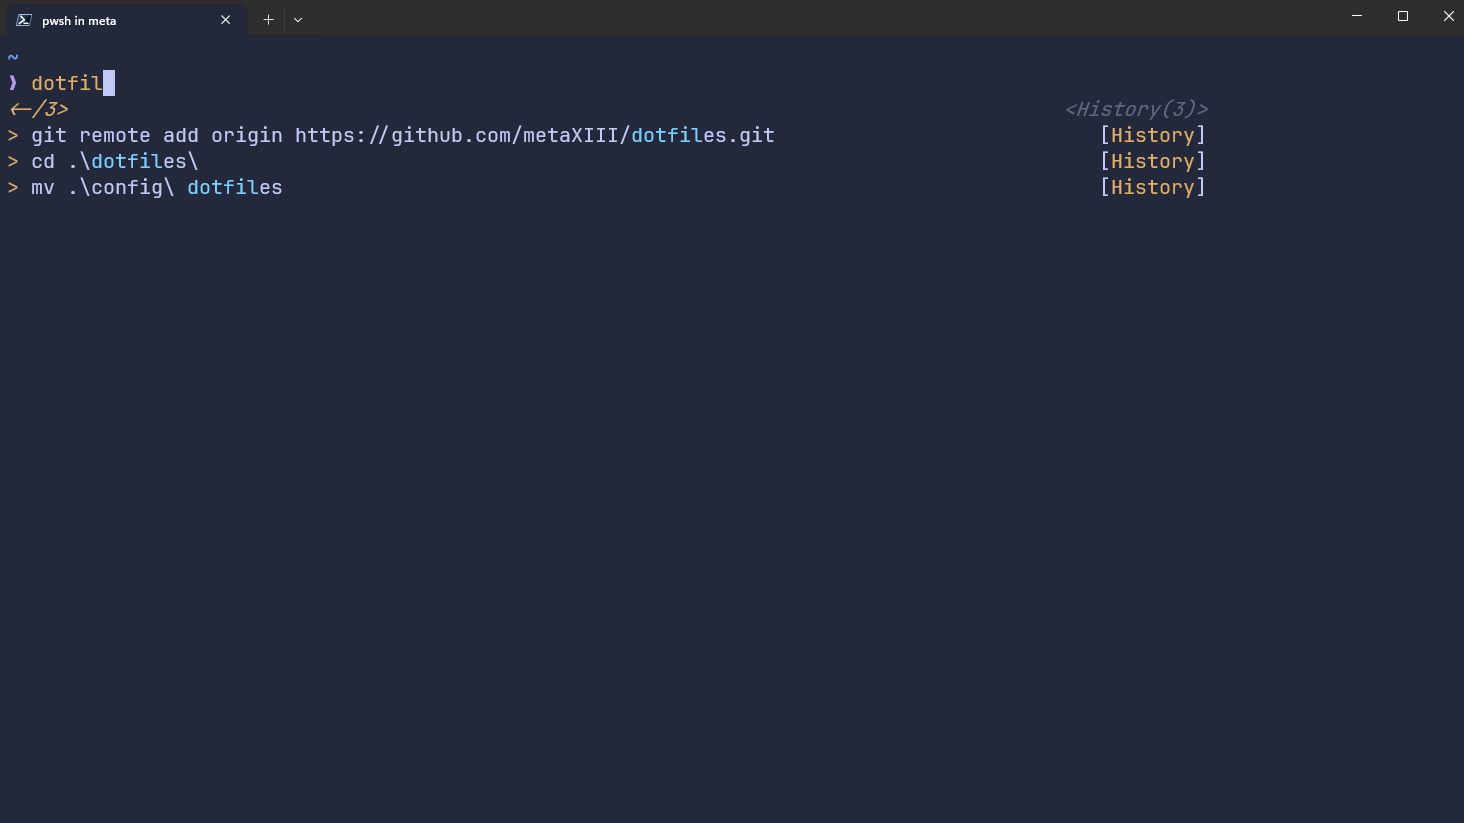 pwsh in meta
~
❯ dotfil
<-/3> <History(3)>
> git remote add origin https://github.com/metaXIII/dotfiles.git [History]
> cd .\dotfiles\ [History]
> mv .\config\ dotfiles [History]